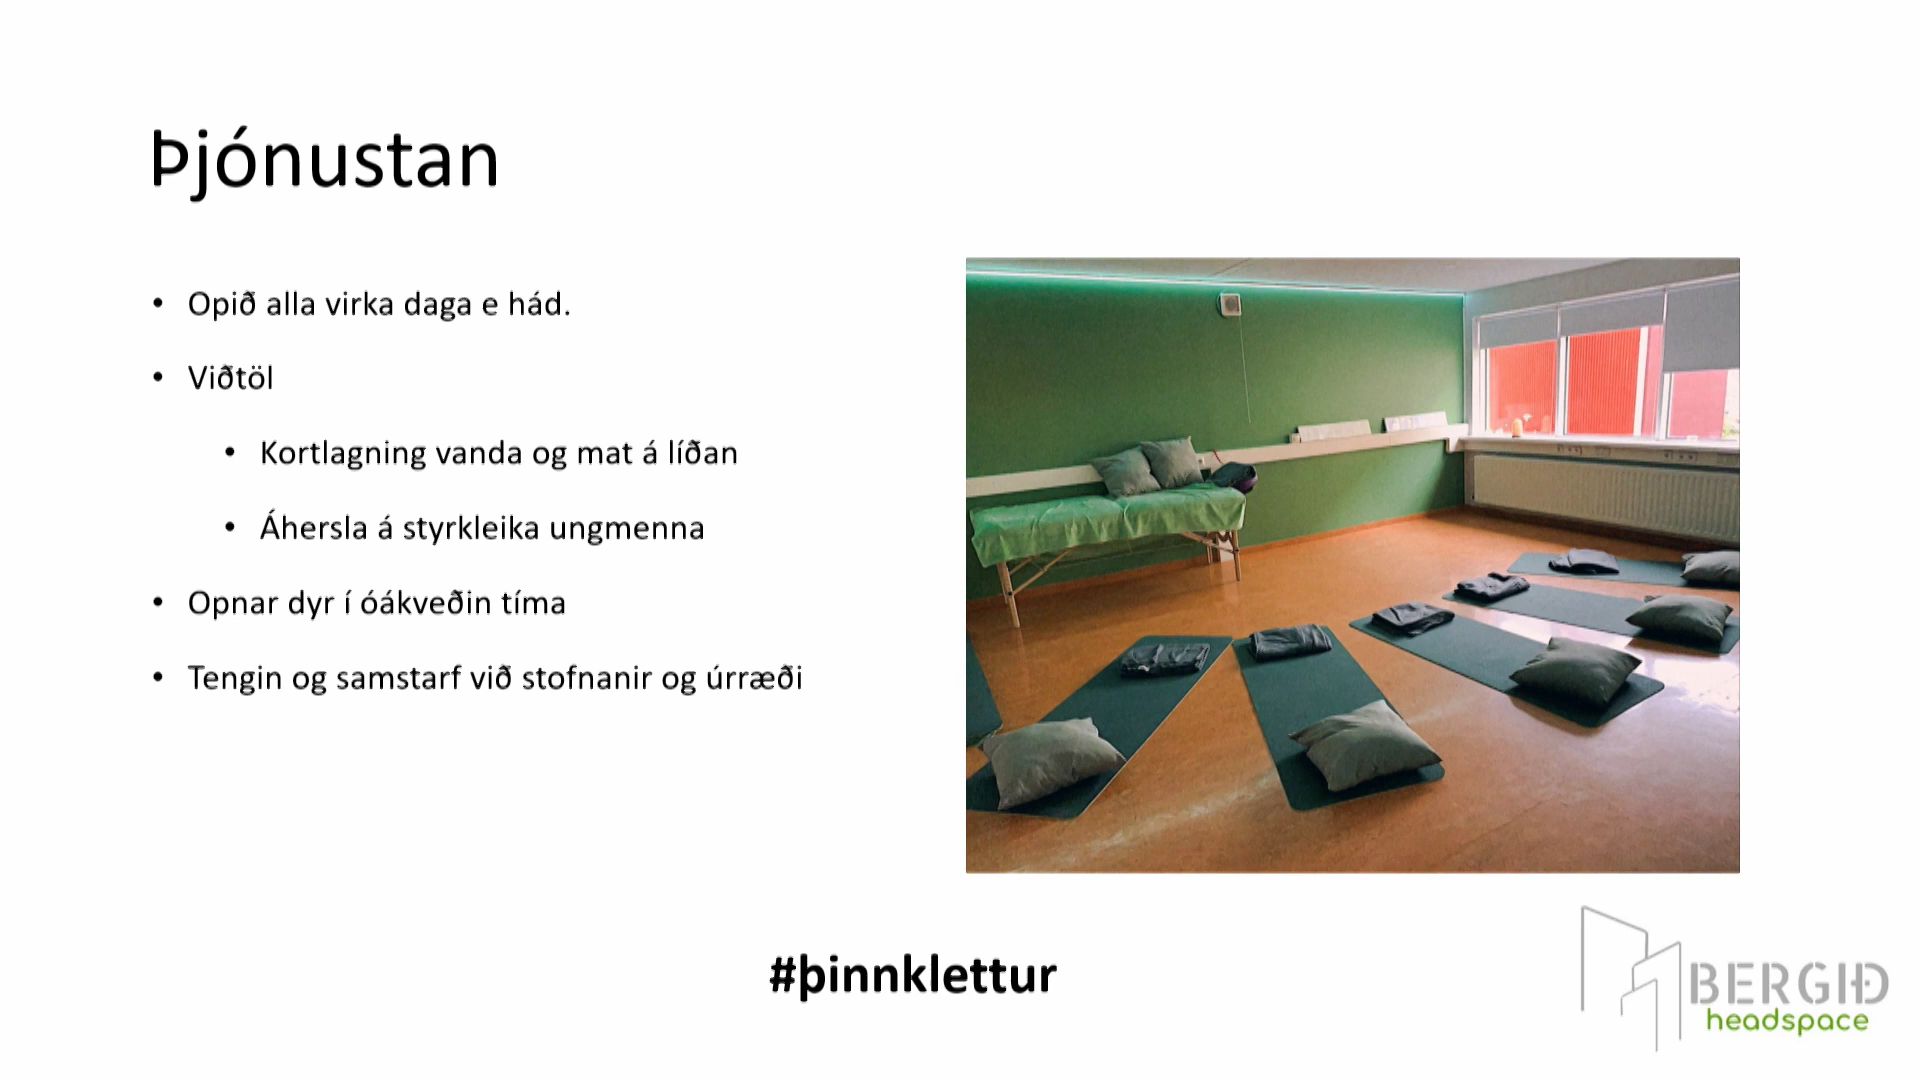 Þjónustan
• Opið alla virka daga e hád.
• Viðtöl
• Kortlagning vanda og mat á líðan
• Áhersla á styrkleika ungmenna
• Opnar dyr í óákveðin tíma
• Tengin og samstarf við stofnanir og úrræði
#þinnklettur
BERGIÐ
headspace